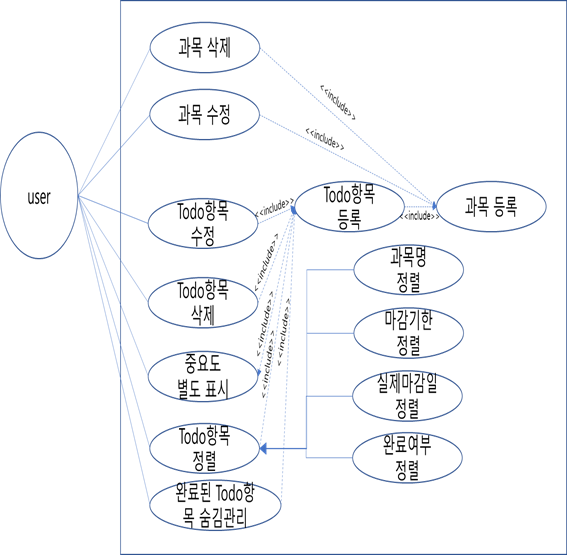 과목 삭제
<<include>>
과목 수정
<<include>>
user
Todo항목
수정
<<include>>
Todo항목
등록
<<include>>
과목 등록
Todo항목
삭제
<<include>>
과목명
정렬
마감기한
정렬
중요도
별도 표시
<<include>>
<<include>>
<<include>>
실제마감일
정렬
Todo항목
정렬
완료여부
정렬
완료된 Todo항
목 숨김관리